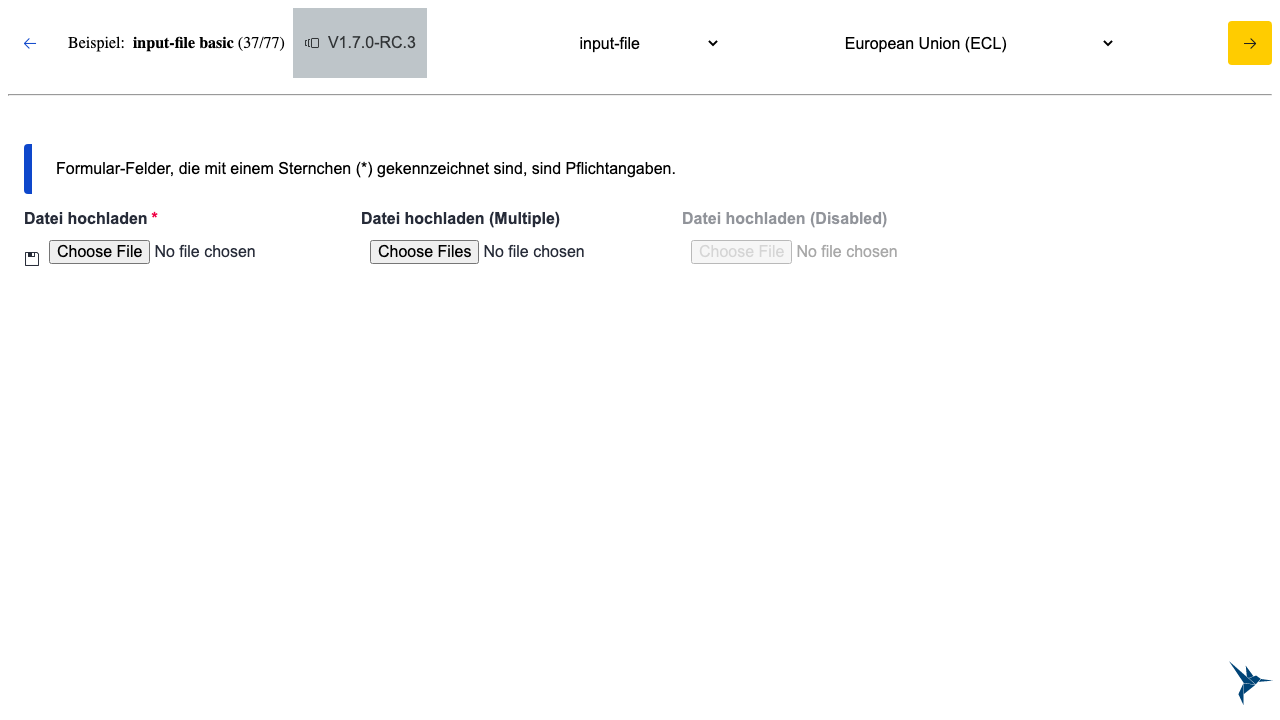 Beispiel: input-file basic (37/77) V1.7.0-RC.3 input-file European Union (ECL)
Formular-Felder, die mit einem Sternchen (*) gekennzeichnet sind, sind Pflichtangaben.
Datei hochladen * Datei hochladen (Multiple) Datei hochladen (Disabled)
Choose File No file chosen Choose Files No file chosen Choose File No file chosen